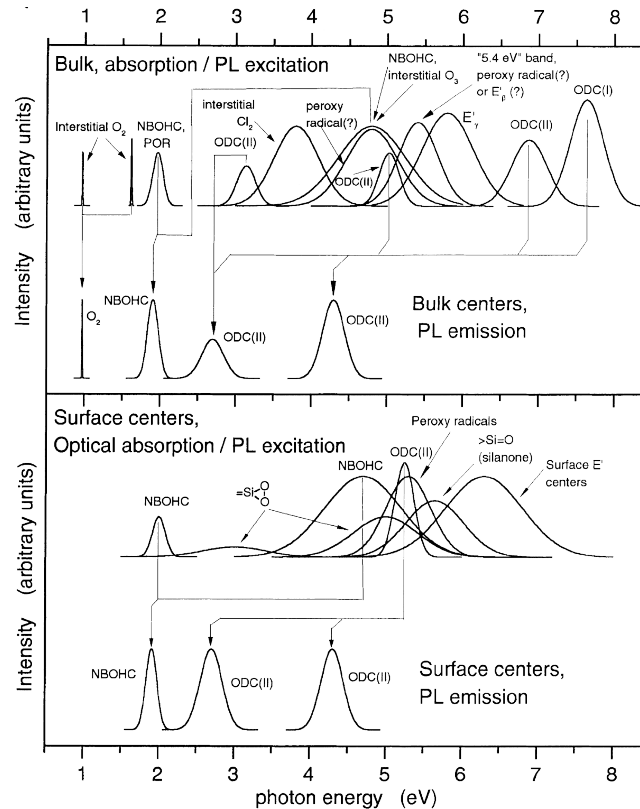 1 2 3 4 5 6 7 8
Bulk, absorption / PL excitation
NBOHC,
interstitial O3
"5.4 eV" band,
peroxy radical(?)
or E'β (?)
ODC(I)
interstitial
Cl2
peroxy
radical(?)
E'γ
ODC(II)
Interstitial O2
NBOHC,
POR
ODC(II)
ODC(II)
Intensity (arbitrary units)
O2
NBOHC
ODC(II)
ODC(II)
Bulk centers,
PL emission
Surface centers,
Optical absorption / PL excitation
Peroxy radicals
ODC(II)
>Si=O
(silanone)
NBOHC
Surface E'
centers
NBOHC
=Si
O
O
Intensity (arbitrary units)
NBOHC
ODC(II)
ODC(II)
Surface centers,
PL emission
1 2 3 4 5 6 7 8
photon energy (eV)